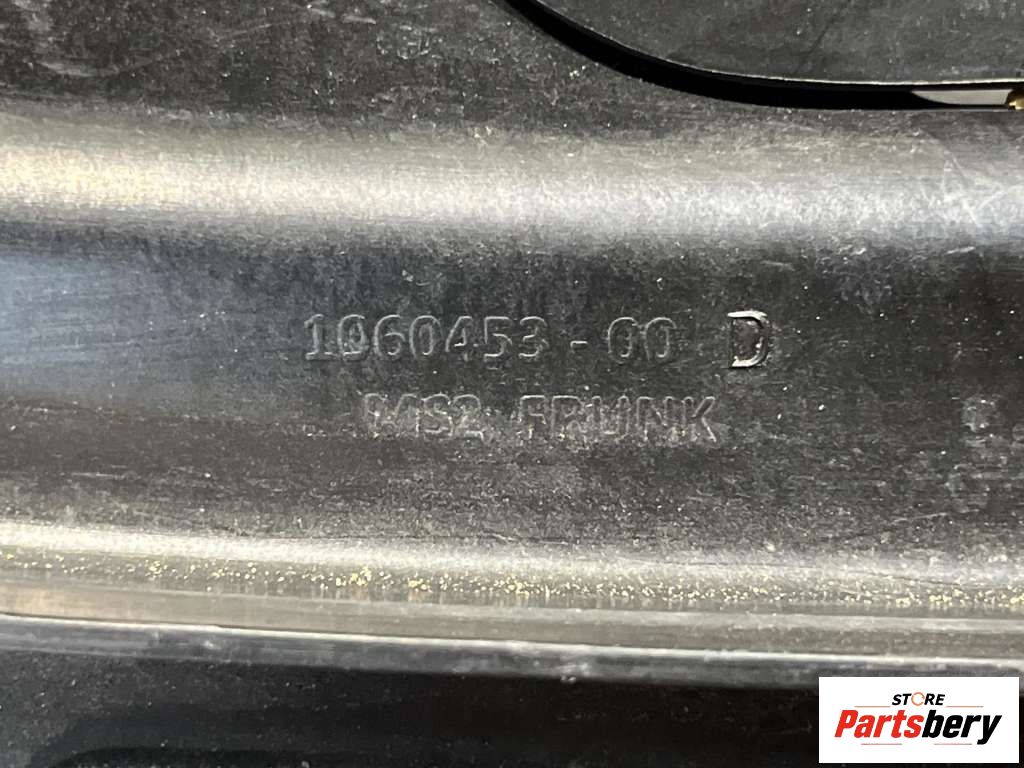 1060453-00 D
MS2 FRUNK
STORE
Partsbery